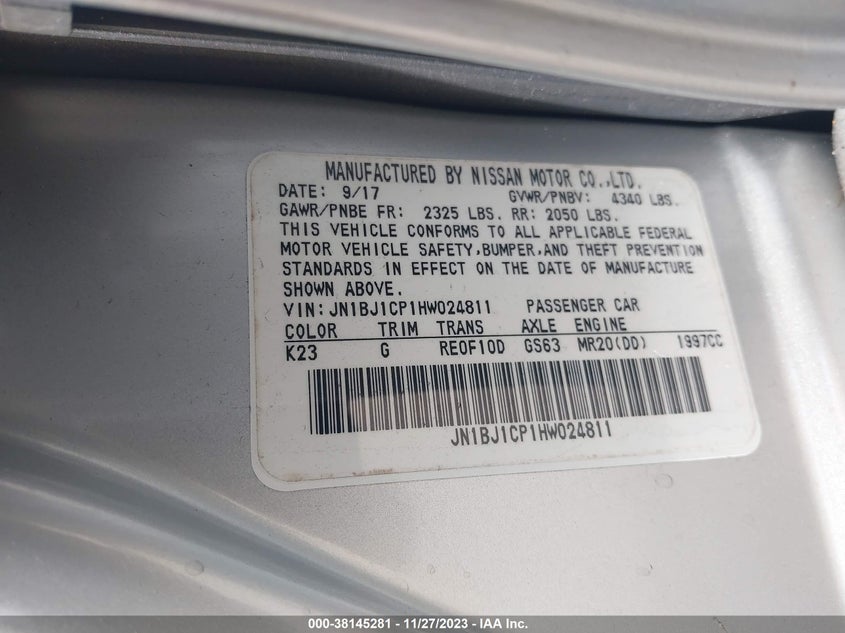 MANUFACTURED BY NISSAN MOTOR CO.,LTD.
DATE: 9/17 GVWR/PNBV: 4340 LBS.
GAWR/PNBE FR: 2325 LBS. RR: 2050 LBS.
THIS VEHICLE CONFORMS TO ALL APPLICABLE FEDERAL
MOTOR VEHICLE SAFETY,BUMPER,AND THEFT PREVENTION
STANDARDS IN EFFECT ON THE DATE OF MANUFACTURE
SHOWN ABOVE.
VIN:JN1BJ1CP1HW024811 PASSENGER CAR
COLOR TRIM TRANS AXLE ENGINE
K23 G RE0F10D GS63 MR20(DD) 1997CC
JN1BJ1CP1HW024811
000-38145281 - 11/27/2023 - IAA Inc.